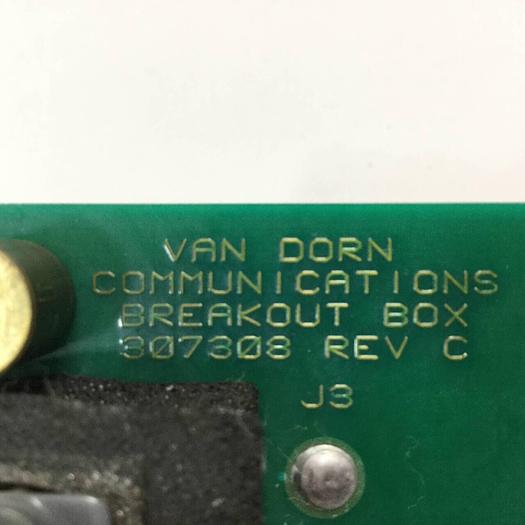 VAN DORN
COMMUNICATIONS
BREAKOUT BOX
307308 REV C
J3